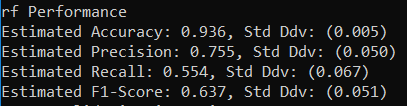 rf Performance
Estimated Accuracy: 0.936, Std Ddv: (0.005)
Estimated Precision: 0.755, Std Ddv: (0.050)
Estimated Recall: 0.554, Std Ddv: (0.067)
Estimated F1-Score: 0.637, Std Ddv: (0.051)